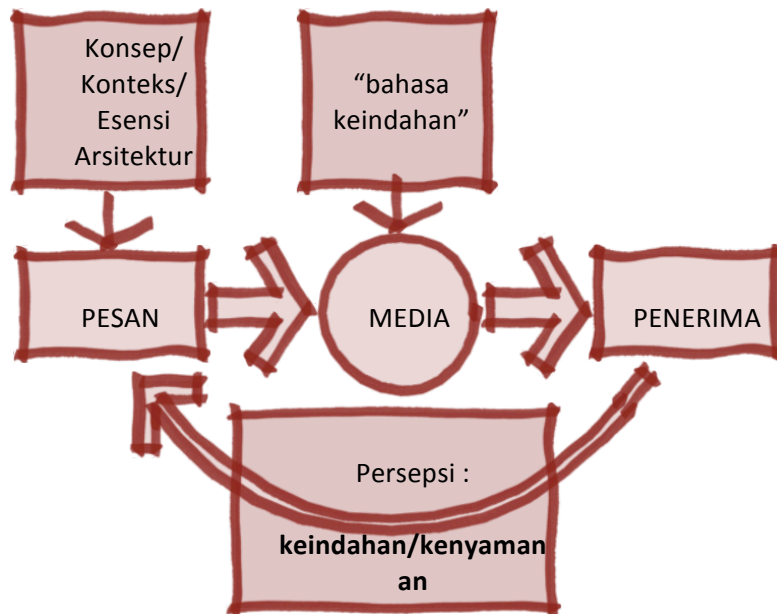 Konsep/
Konteks/
Esensi
Arsitektur
“bahasa
keindahan”
PESAN
MEDIA
PENERIMA
Persepsi :
keindahan/kenyaman
an